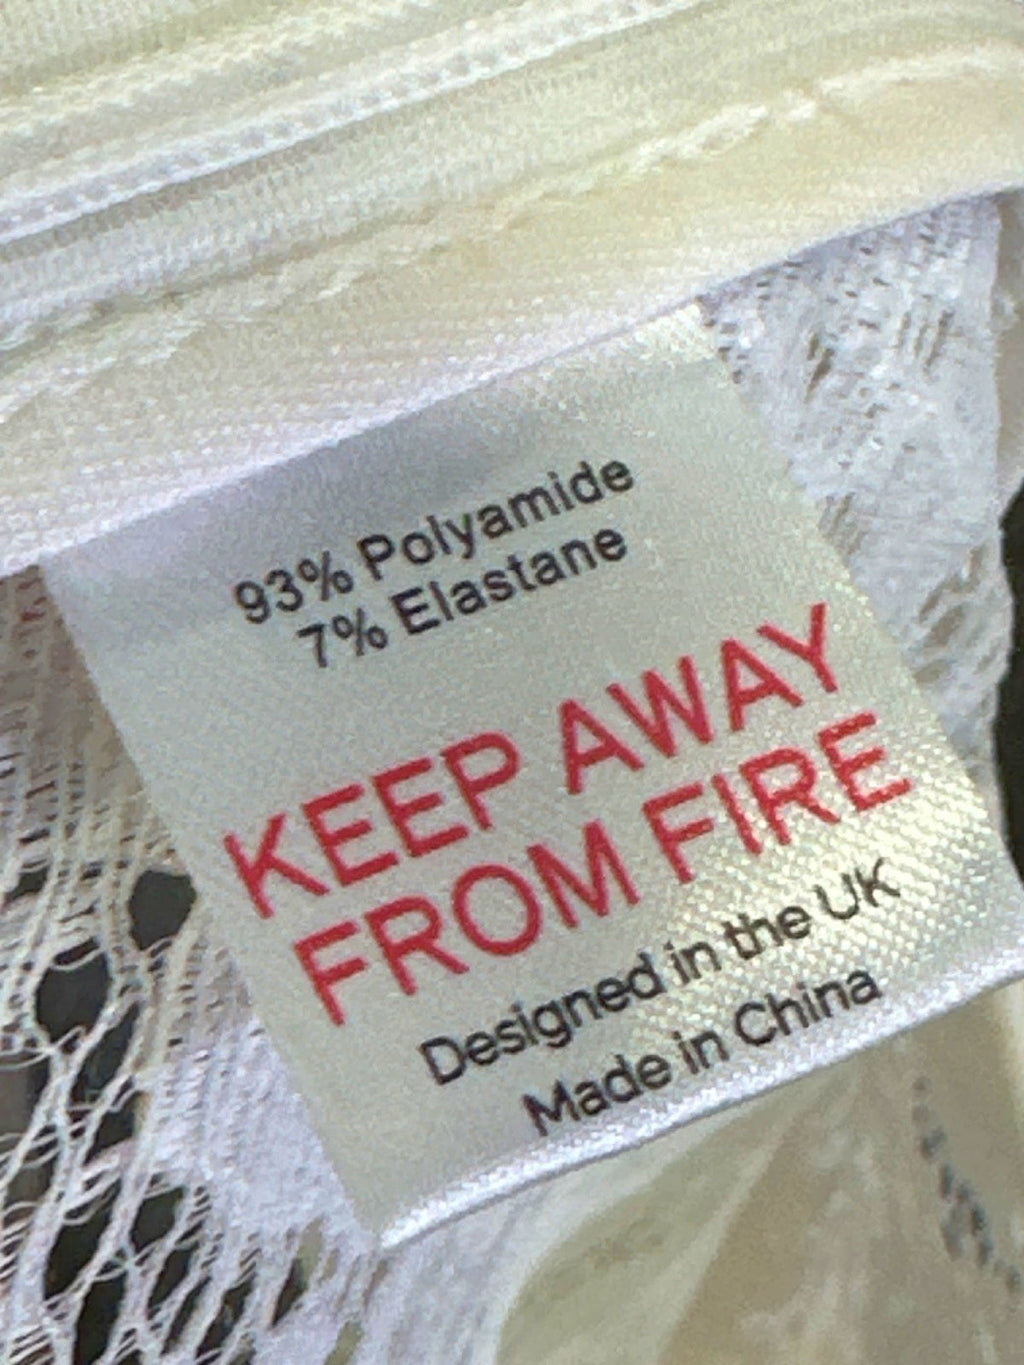 93% Polyamide
7% Elastane
KEEP AWAY
FROM FIRE
Designed in the UK
Made in China